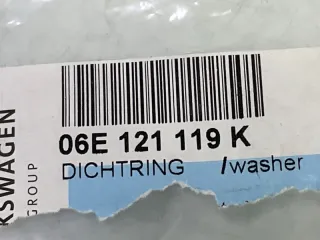 06E 121 119 K
DICHTRING /washer
KSWAGEN
GROUP